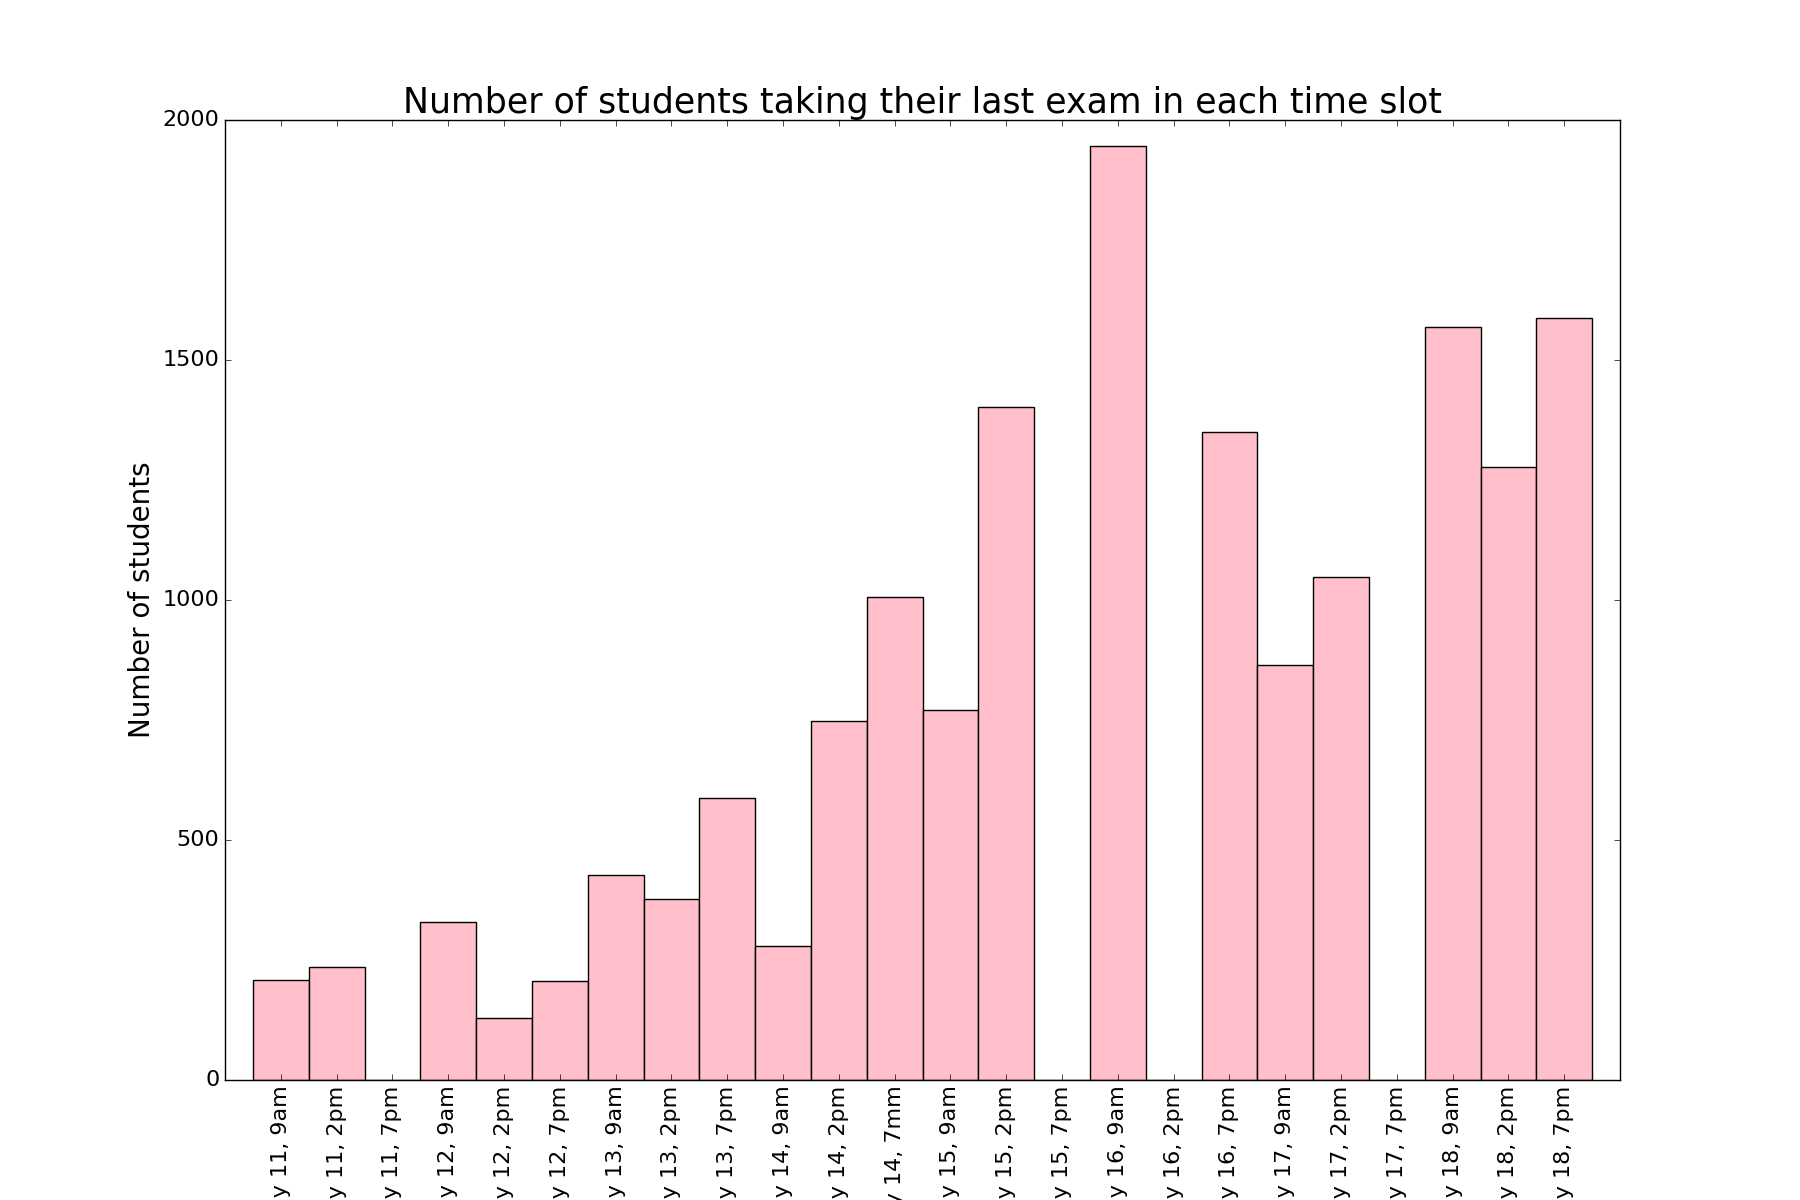 Number of students taking their last exam in each time slot
Number of students
2000
1500
1000
500
0
y 11, 9am
y 11, 2pm
y 11, 7pm
y 12, 9am
y 12, 2pm
y 12, 7pm
y 13, 9am
y 13, 2pm
y 13, 7pm
y 14, 9am
y 14, 2pm
y 14, 7mm
y 15, 9am
y 15, 2pm
y 15, 7pm
y 16, 9am
y 16, 2pm
y 16, 7pm
y 17, 9am
y 17, 2pm
y 17, 7pm
y 18, 9am
y 18, 2pm
y 18, 7pm